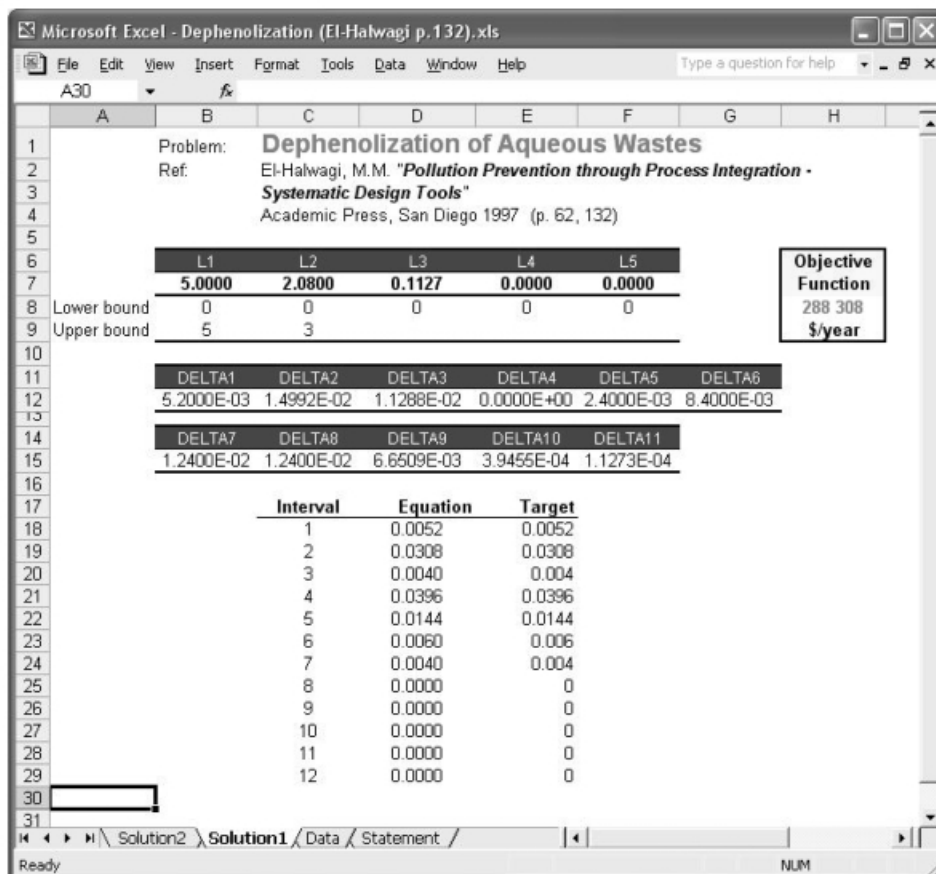 Microsoft Excel - Dephenolization (El-Halwagi p.132).xls
File Edit View Insert Format Tools Data Window Help Type a question for help
A30 fx
A B C D E F G H
1 Problem: Dephenolization of Aqueous Wastes
2 Ref: El-Halwagi, M.M. "Pollution Prevention through Process Integration -
3 Systematic Design Tools"
4 Academic Press, San Diego 1997 (p. 62, 132)
5
6 L1 L2 L3 L4 L5 Objective
7 5.0000 2.0800 0.1127 0.0000 0.0000 Function
8 Lower bound 0 0 0 0 0 288 308
9 Upper bound 5 3 $/year
10
11 DELTA1 DELTA2 DELTA3 DELTA4 DELTA5 DELTA6
12 5.2000E-03 1.4992E-02 1.1288E-02 0.0000E+00 2.4000E-03 8.4000E-03
13
14 DELTA7 DELTA8 DELTA9 DELTA10 DELTA11
15 1.2400E-02 1.2400E-02 6.6509E-03 3.9455E-04 1.1273E-04
16
17 Interval Equation Target
18 1 0.0052 0.0052
19 2 0.0308 0.0308
20 3 0.0040 0.004
21 4 0.0396 0.0396
22 5 0.0144 0.0144
23 6 0.0060 0.006
24 7 0.0040 0.004
25 8 0.0000 0
26 9 0.0000 0
27 10 0.0000 0
28 11 0.0000 0
29 12 0.0000 0
30
31
Solution2 Solution1 Data Statement
Ready NUM